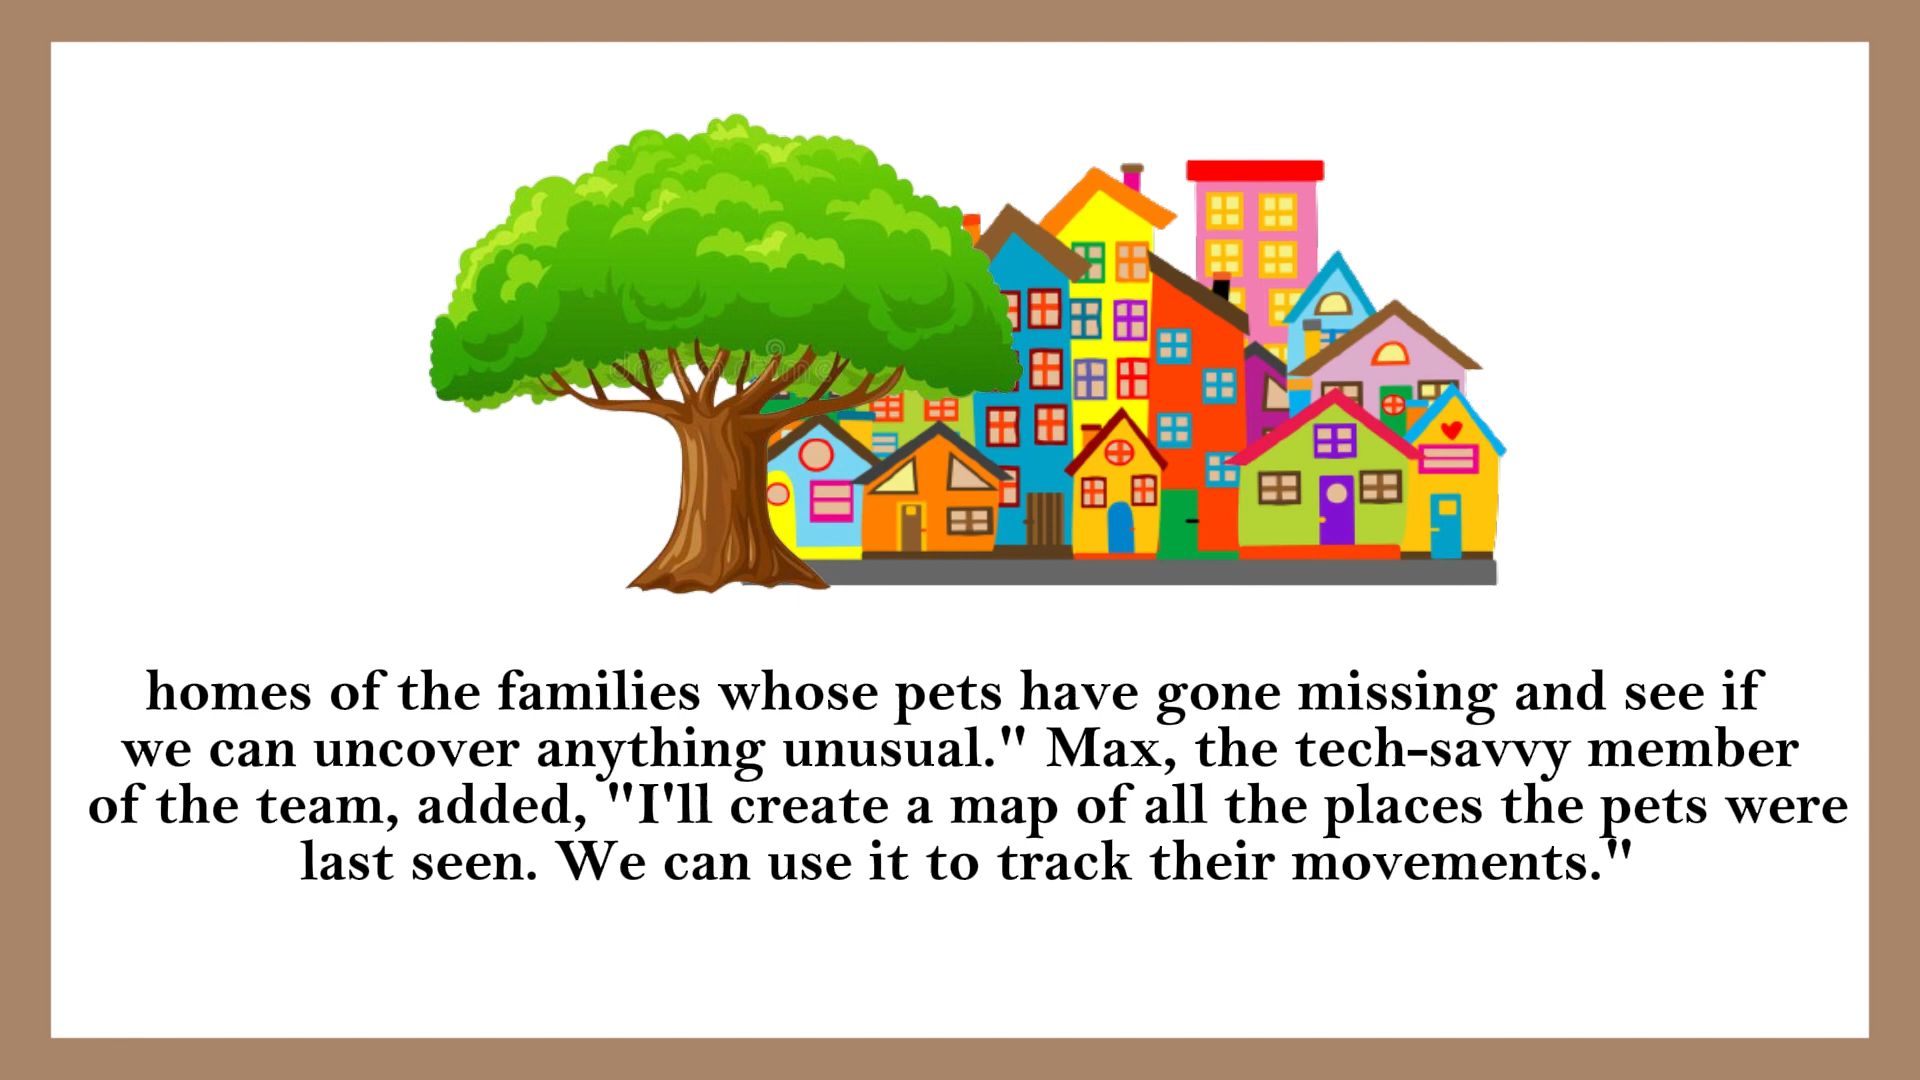 homes of the families whose pets have gone missing and see if
we can uncover anything unusual." Max, the tech-savvy member
of the team, added, "I'll create a map of all the places the pets were
last seen. We can use it to track their movements."